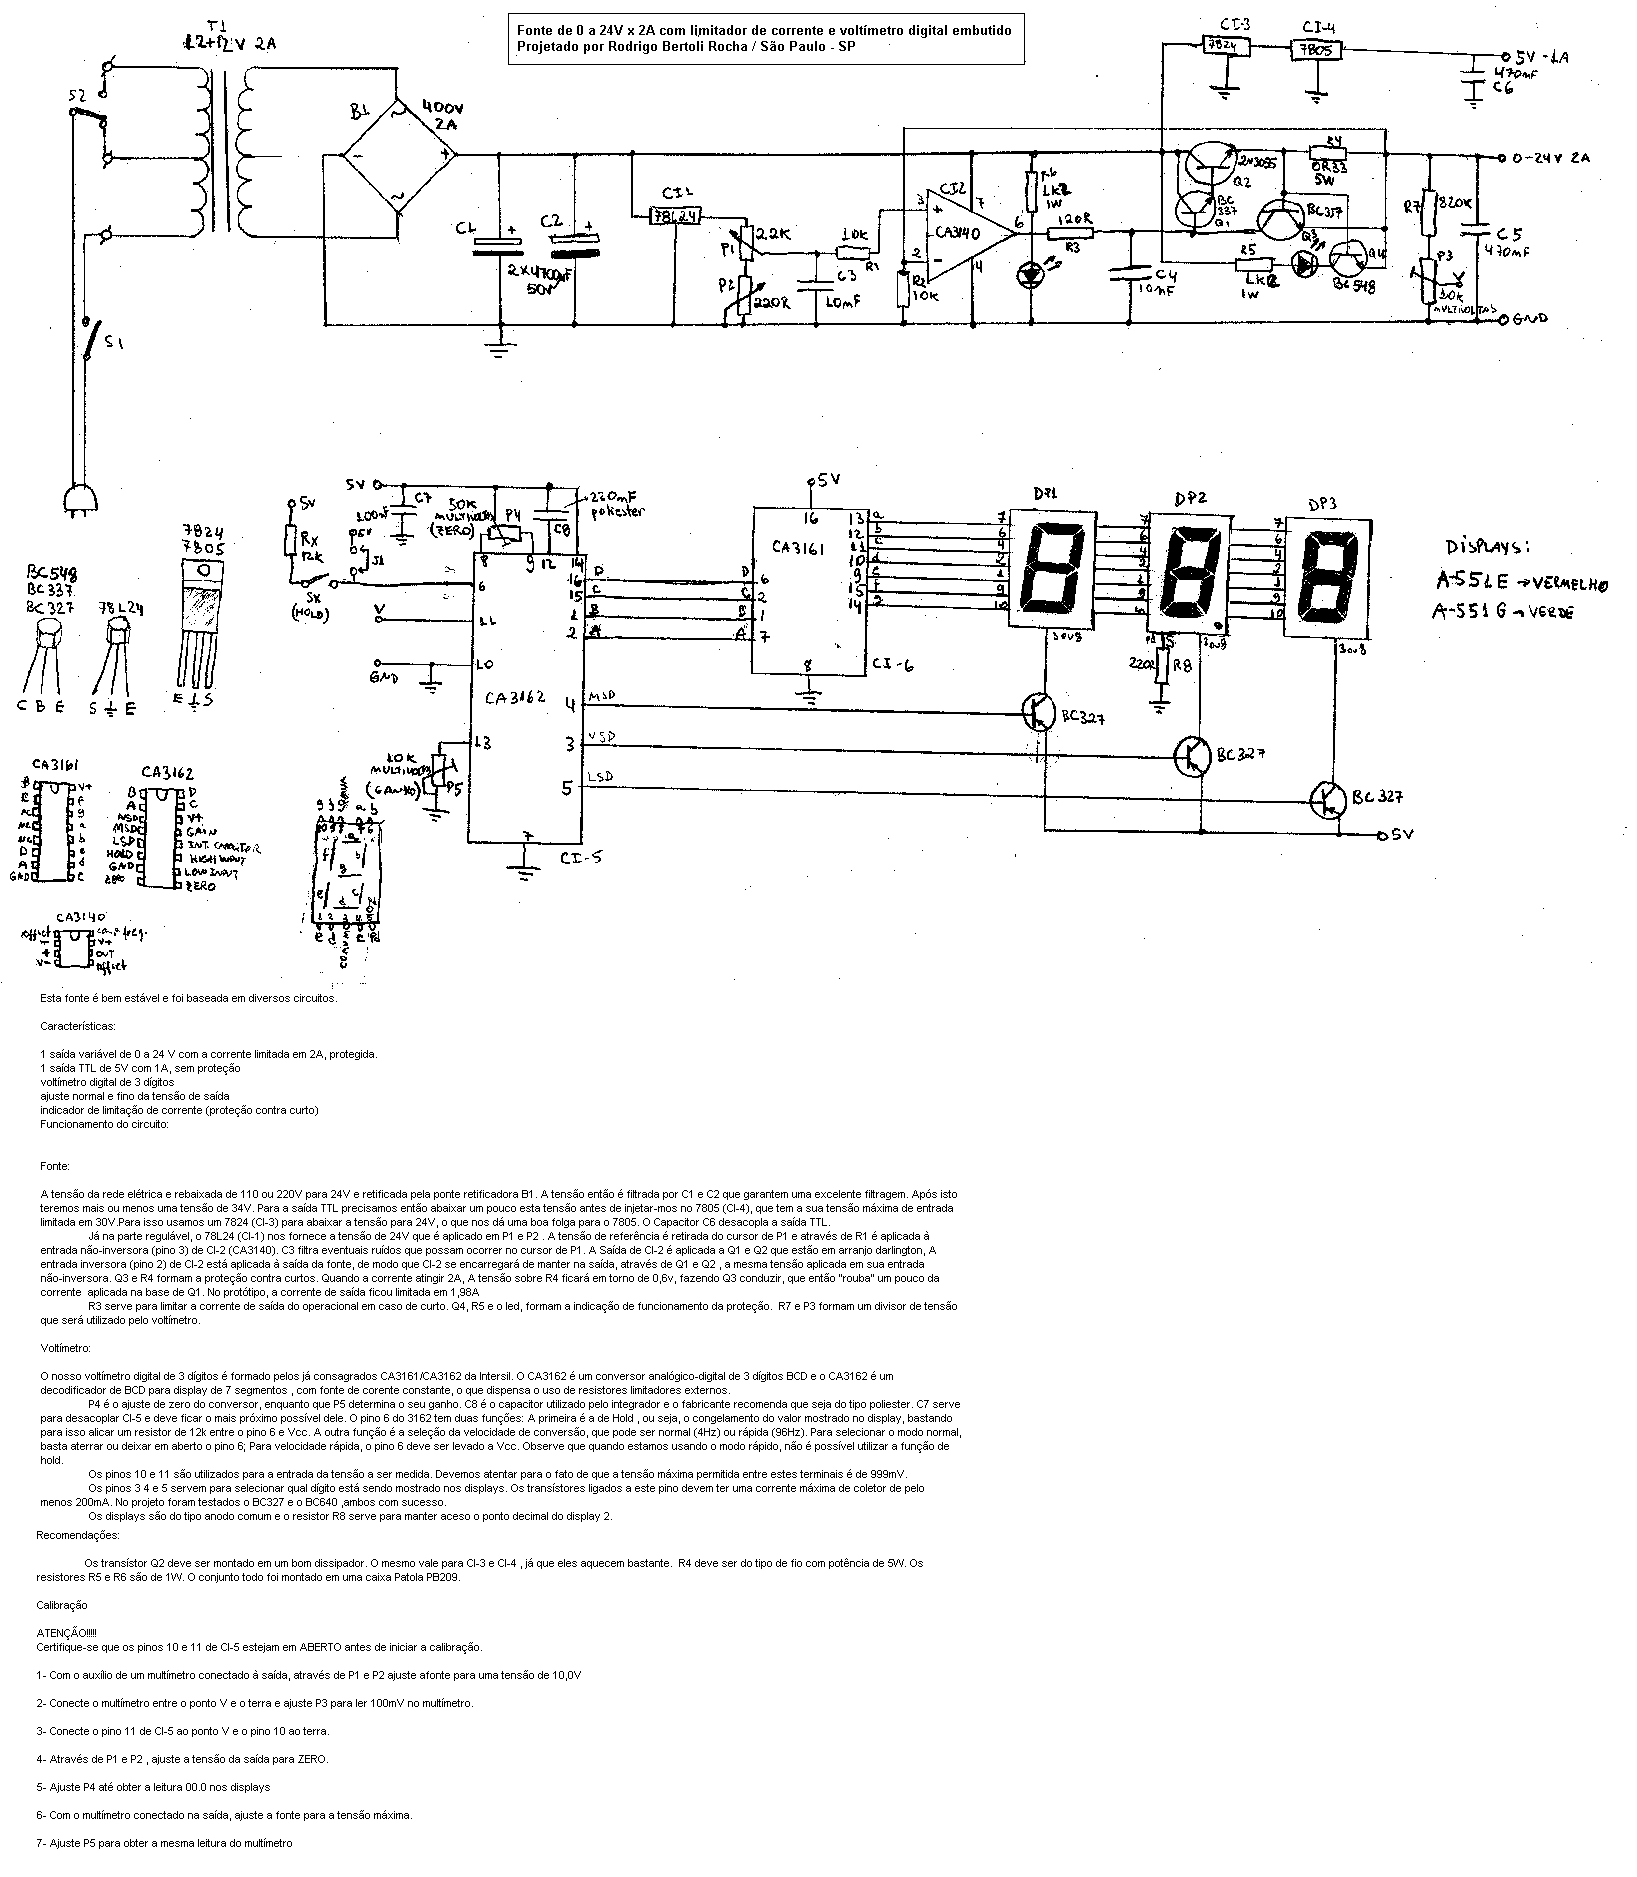 Fonte de 0 a 24V x 2A com limitador de corrente e voltímetro digital embutido
Projetado por Rodrigo Bertoli Rocha / São Paulo - SP
T1
12+12V 2A
S2
S1
B1
400V
2A
C1
C2
2X4700µF
50V
CI1
78L24
P1
2,2K
P2
220R
C3
10mF
10K
R1
R2
10K
CI2
CA3140
3
2
7
6
4
R6
1K2
1W
120R
R3
C4
10nF
CI-3
7824
CI-4
7805
5V -1A
470mF
C6
2N3055
Q2
BC
337
Q1
R4
0R33
5W
BC337
Q3
R5
1K2
1W
Q4
BC548
R7
820K
P3
10K
MULTIVOLTAS
V
C5
470mF
0-24V 2A
GND
5V
Rx
12K
SX
(HOLD)
5V
C7
100nF
5V
J1
50K
MULTIVOLTAS
(ZERO)
P4
C8
220mF
poliester
8
9
12
14
6
11
10
13
7
16
15
1
2
4
3
5
D
C
B
A
V
GND
CA3162
CI-5
10K
MULTIVOLTAS
(GANHO)
P5
MSD
LSD
5V
16
CA3161
CI-6
6
2
1
7
8
13
12
11
10
9
15
14
DP1
DP2
DP3
220R
R8
BC327
BC327
BC327
5V
DISPLAYS:
A-551E → VERMELHO
A-551G → VERDE
BC548
BC337
BC327
C B E
78L24
S E
7824
7805
E S
CA3161
CA3162
CA3140
Esta fonte é bem estável e foi baseada em diversos circuitos.
Características:
1 saída variável de 0 a 24 V com a corrente limitada em 2A, protegida.
1 saída TTL de 5V com 1A, sem proteção
voltímetro digital de 3 dígitos
ajuste normal e fino da tensão de saída
indicador de limitação de corrente (proteção contra curto)
Funcionamento do circuito:
Fonte:
A tensão da rede elétrica e rebaixada de 110 ou 220V para 24V e retificada pela ponte retificadora B1. A tensão então é filtrada por C1 e C2 que garantem uma excelente filtragem. Após isto
teremos mais ou menos uma tensão de 34V. Para a saída TTL precisamos então abaixar um pouco esta tensão antes de injetar-mos no 7805 (CI-4), que tem a sua tensão máxima de entrada
limitada em 30V.Para isso usamos um 7824 (CI-3) para abaixar a tensão para 24V, o que nos dá uma boa folga para o 7805. O Capacitor C6 desacopla a saída TTL.
Já na parte regulável, o 78L24 (CI-1) nos fornece a tensão de 24V que é aplicado em P1 e P2 . A tensão de referência é retirada do cursor de P1 e através de R1 é aplicada à
entrada não-inversora (pino 3) de CI-2 (CA3140). C3 filtra eventuais ruídos que possam ocorrer no cursor de P1. A Saída de CI-2 é aplicada a Q1 e Q2 que estão em arranjo darlington, A
entrada inversora (pino 2) de CI-2 está aplicada à saída da fonte, de modo que CI-2 se encarregará de manter na saída, através de Q1 e Q2 , a mesma tensão aplicada em sua entrada
não-inversora. Q3 e R4 formam a proteção contra curtos. Quando a corrente atingir 2A, A tensão sobre R4 ficará em torno de 0,6v, fazendo Q3 conduzir, que então "rouba" um pouco da
corrente aplicada na base de Q1. No protótipo, a corrente de saída ficou limitada em 1,98A
R3 serve para limitar a corrente de saída do operacional em caso de curto. Q4, R5 e o led, formam a indicação de funcionamento da proteção. R7 e P3 formam um divisor de tensão
que será utilizado pelo voltímetro.
Voltímetro:
O nosso voltímetro digital de 3 dígitos é formado pelos já consagrados CA3161/CA3162 da Intersil. O CA3162 é um conversor analógico-digital de 3 dígitos BCD e o CA3162 é um
decodificador de BCD para display de 7 segmentos , com fonte de corente constante, o que dispensa o uso de resistores limitadores externos.
P4 é o ajuste de zero do conversor, enquanto que P5 determina o seu ganho. C8 é o capacitor utilizado pelo integrador e o fabricante recomenda que seja do tipo poliester. C7 serve
para desacoplar CI-5 e deve ficar o mais próximo possível dele. O pino 6 do 3162 tem duas funções: A primeira é a de Hold , ou seja, o congelamento do valor mostrado no display, bastando
para isso alicar um resistor de 12k entre o pino 6 e Vcc. A outra função é a seleção da velocidade de conversão, que pode ser normal (4Hz) ou rápida (96Hz). Para selecionar o modo normal,
basta aterrar ou deixar em aberto o pino 6; Para velocidade rápida, o pino 6 deve ser levado a Vcc. Observe que quando estamos usando o modo rápido, não é possível utilizar a função de
hold.
Os pinos 10 e 11 são utilizados para a entrada da tensão a ser medida. Devemos atentar para o fato de que a tensão máxima permitida entre estes terminais é de 999mV.
Os pinos 3 4 e 5 servem para selecionar qual dígito está sendo mostrado nos displays. Os transístores ligados a este pino devem ter uma corrente máxima de coletor de pelo
menos 200mA. No projeto foram testados o BC327 e o BC640 ,ambos com sucesso.
Os displays são do tipo anodo comum e o resistor R8 serve para manter aceso o ponto decimal do display 2.
Recomendações:
Os transístor Q2 deve ser montado em um bom dissipador. O mesmo vale para CI-3 e CI-4 , já que eles aquecem bastante. R4 deve ser do tipo de fio com potência de 5W. Os
resistores R5 e R6 são de 1W. O conjunto todo foi montado em uma caixa Patola PB209.
Calibração
ATENÇÃO!!!!!
Certifique-se que os pinos 10 e 11 de CI-5 estejam em ABERTO antes de iniciar a calibração.
1- Com o auxílio de um multímetro conectado à saída, através de P1 e P2 ajuste afonte para uma tensão de 10,0V
2- Conecte o multímetro entre o ponto V e o terra e ajuste P3 para ler 100mV no multímetro.
3- Conecte o pino 11 de CI-5 ao ponto V e o pino 10 ao terra.
4- Através de P1 e P2 , ajuste a tensão da saída para ZERO.
5- Ajuste P4 até obter a leitura 00.0 nos displays
6- Com o multímetro conectado na saída, ajuste a fonte para a tensão máxima.
7- Ajuste P5 para obter a mesma leitura do multímetro